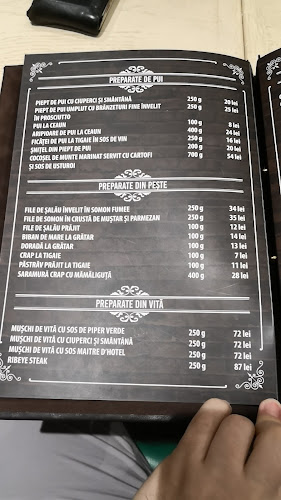 PREPARATE DE PUI
PIEPT DE PUI CU CIUPERCI ȘI SMÂNTÂNĂ 250 g 20 lei
PIEPT DE PUI UMPLUT CU BRÂNZETURI FINE ÎNVELIT 250 g 25 lei
ÎN PROSCIUTTO
PUI LA CEAUN 100 g 8 lei
ARIPIOARE DE PUI LA CEAUN 400 g 24 lei
FICĂȚEI DE PUI LA TIGAIE ÎN SOS DE VIN 250 g 16 lei
ȘNIȚEL DIN PIEPT DE PUI 200 g 20 lei
COCOȘEL DE MUNTE MARINAT SERVIT CU CARTOFI 700 g 54 lei
ȘI SOS DE USTUROI
PREPARATE DIN PEȘTE
FILE DE ȘALĂU ÎNVELIT ÎN SOMON FUMEE 250 g 34 lei
FILE DE SOMON ÎN CRUSTĂ DE MUȘTAR ȘI PARMEZAN 250 g 35 lei
FILE DE ȘALĂU PRĂJIT 100 g 12 lei
BIBAN DE MARE LA GRĂTAR 100 g 14 lei
DORADĂ LA GRĂTAR 100 g 13 lei
CRAP LA TIGAIE 100 g 7 lei
PĂSTRĂV PRĂJIT LA TIGAIE 100 g 11 lei
SARAMURĂ CRAP CU MĂMĂLIGUȚĂ 400 g 28 lei
PREPARATE DIN VITĂ
MUȘCHI DE VITĂ CU SOS DE PIPER VERDE 250 g 72 lei
MUȘCHI DE VITĂ CU CIUPERCI ȘI SMÂNTÂNĂ 250 g 72 lei
MUȘCHI DE VITĂ CU SOS MAITRE D'HOTEL 250 g 72 lei
RIBEYE STEAK 250 g 87 lei